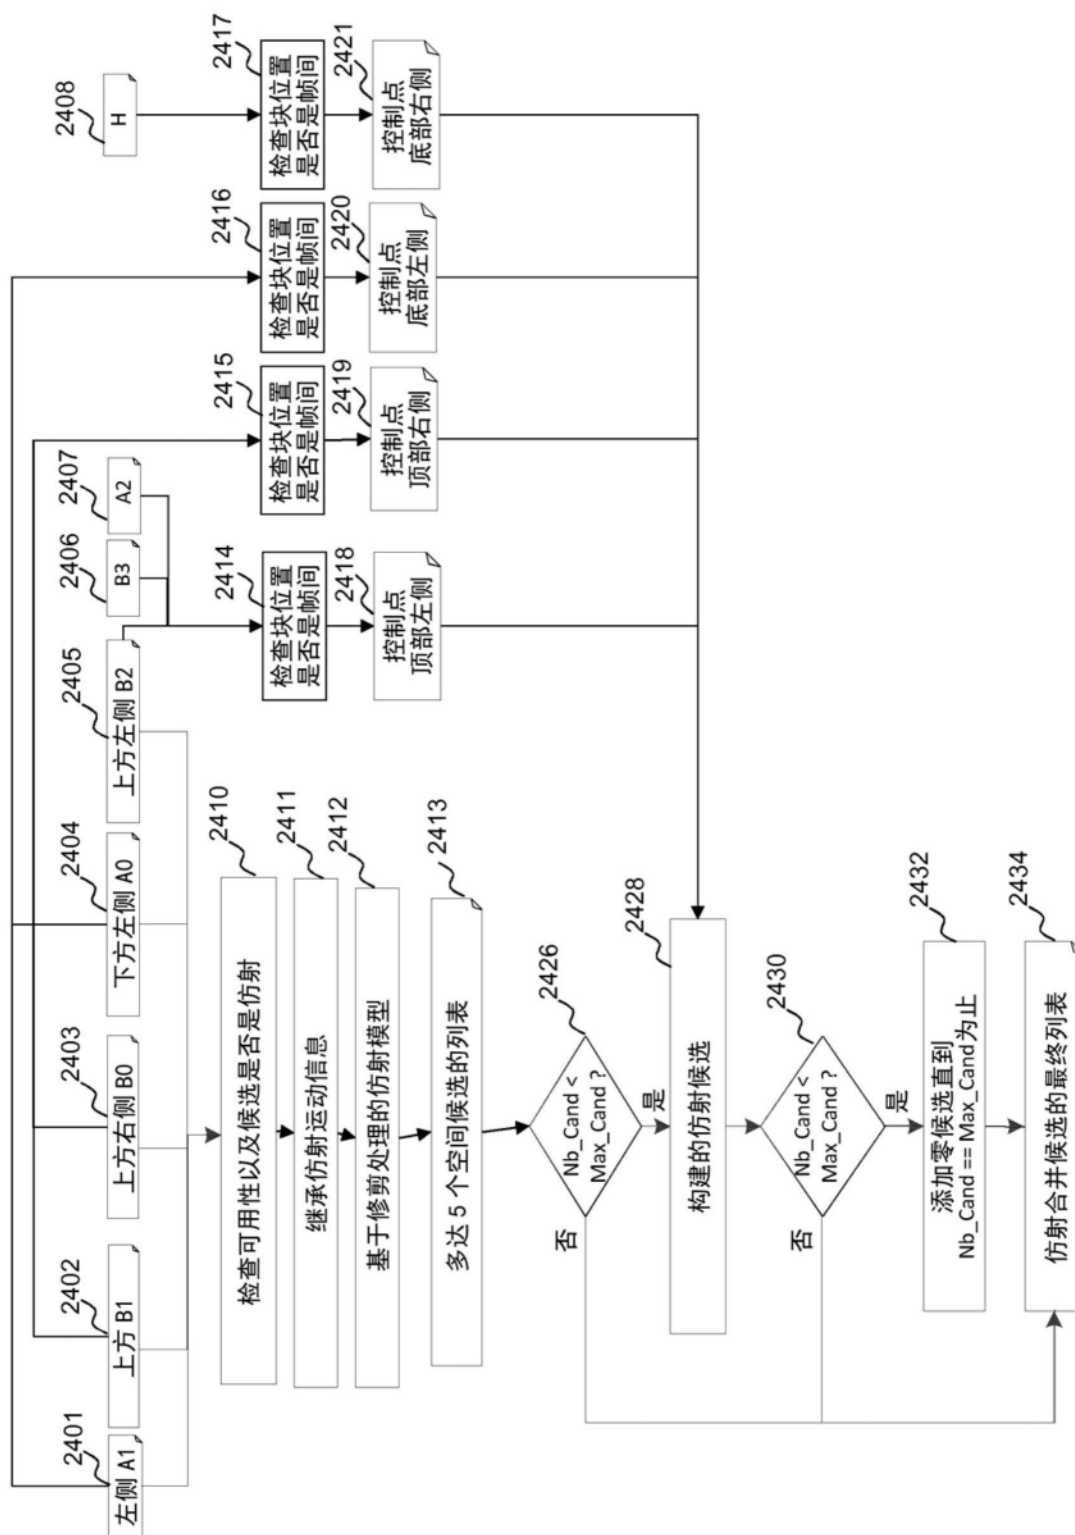 2401
左侧 A1
2402
上方 B1
2403
上方右侧 B0
2404
下方左侧 A0
2405
上方左侧 B2
2406
B3
2407
A2
2408
H
2410
检查可用性以及候选是否是仿射
2411
继承仿射运动信息
2412
基于修剪处理的仿射模型
2413
多达 5 个空间候选的列表
2414
检查块位置
是否是帧间
2415
检查块位置
是否是帧间
2416
检查块位置
是否是帧间
2417
检查块位置
是否是帧间
2418
控制点
顶部左侧
2419
控制点
顶部右侧
2420
控制点
底部左侧
2421
控制点
底部右侧
2426
Nb_Cand <
Max_Cand ?
否
是
2428
构建的仿射候选
2430
Nb_Cand <
Max_Cand ?
否
是
2432
添加零候选直到
Nb_Cand == Max_Cand 为止
2434
仿射合并候选的最终列表